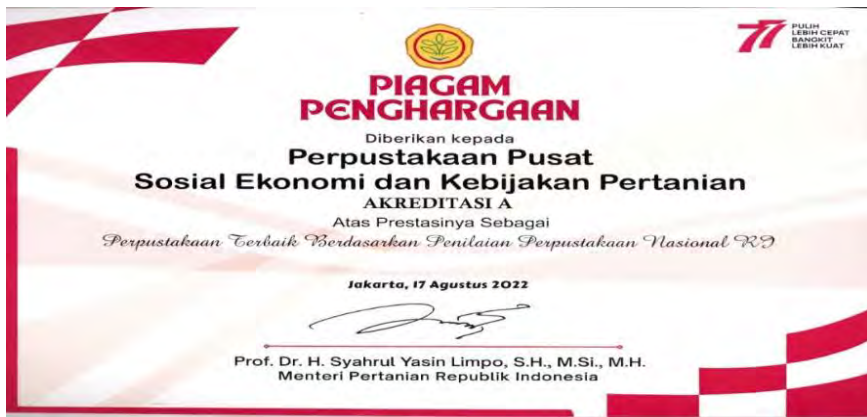 77
PULIH
LEBIH CEPAT
BANGKIT
LEBIH KUAT
PIAGAM
PENGHARGAAN
Diberikan kepada
Perpustakaan Pusat
Sosial Ekonomi dan Kebijakan Pertanian
AKREDITASI A
Atas Prestasinya Sebagai
Perpustakaan Terbaik Berdasarkan Penilaian Perpustakaan Nasional RI
Jakarta, 17 Agustus 2022
Prof. Dr. H. Syahrul Yasin Limpo, S.H., M.Si., M.H.
Menteri Pertanian Republik Indonesia